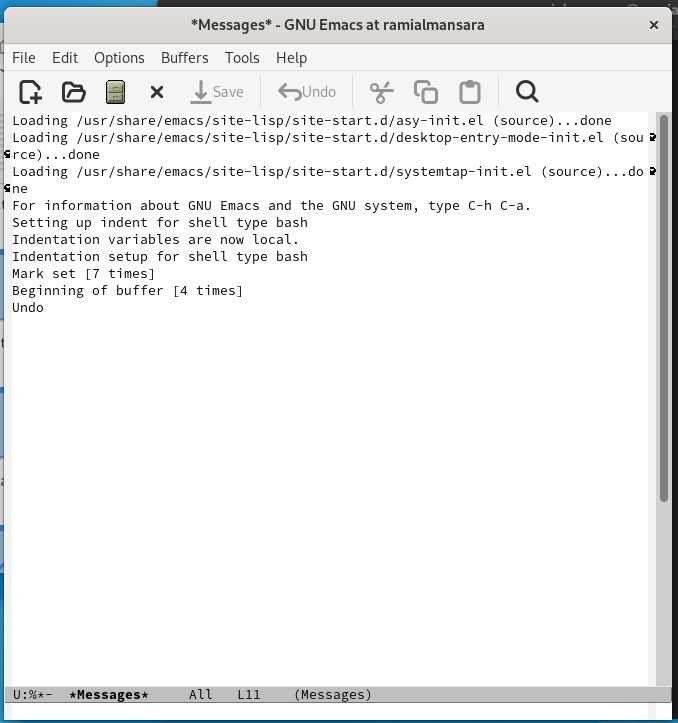 *Messages* - GNU Emacs at ramialmansara
File Edit Options Buffers Tools Help
Save Undo
Loading /usr/share/emacs/site-lisp/site-start.d/asy-init.el (source)...done
Loading /usr/share/emacs/site-lisp/site-start.d/desktop-entry-mode-init.el (sou
rce)...done
Loading /usr/share/emacs/site-lisp/site-start.d/systemtap-init.el (source)...do
ne
For information about GNU Emacs and the GNU system, type C-h C-a.
Setting up indent for shell type bash
Indentation variables are now local.
Indentation setup for shell type bash
Mark set [7 times]
Beginning of buffer [4 times]
Undo
U:%*- *Messages* All L11 (Messages)